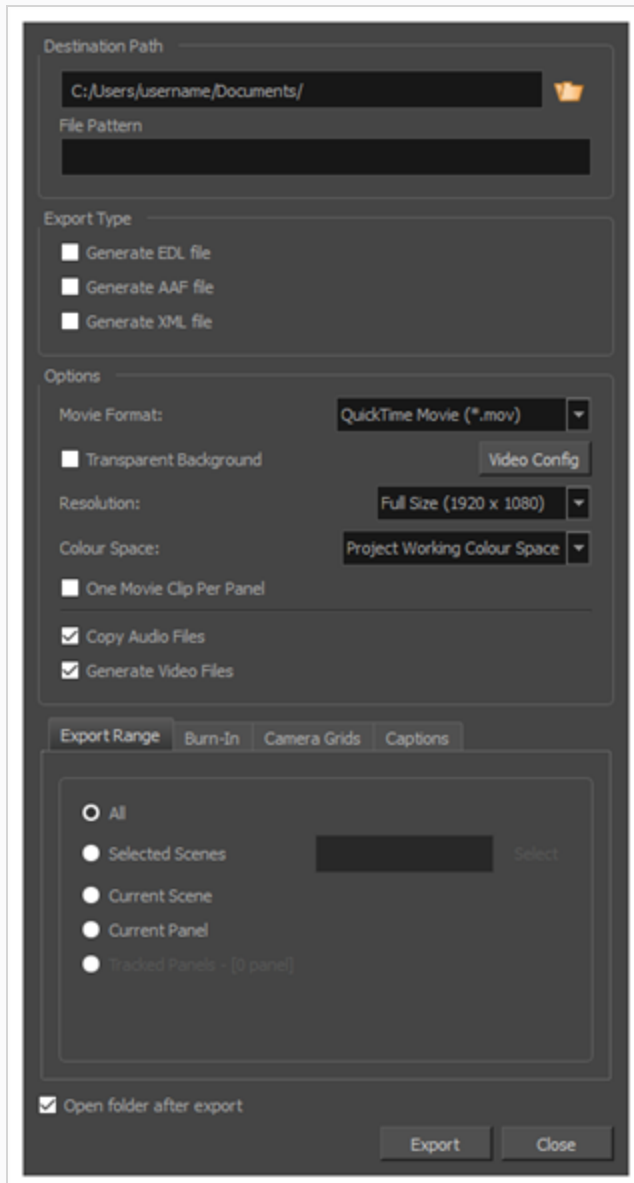 Destination Path
C:/Users/username/Documents/
File Pattern
Export Type
Generate EDL file
Generate AAF file
Generate XML file
Options
Movie Format: QuickTime Movie (*.mov)
Transparent Background Video Config
Resolution: Full Size (1920 x 1080)
Colour Space: Project Working Colour Space
One Movie Clip Per Panel
Copy Audio Files
Generate Video Files
Export Range Burn-In Camera Grids Captions
All
Selected Scenes Select
Current Scene
Current Panel
Tracked Panels - [0 panel]
Open folder after export
Export Close